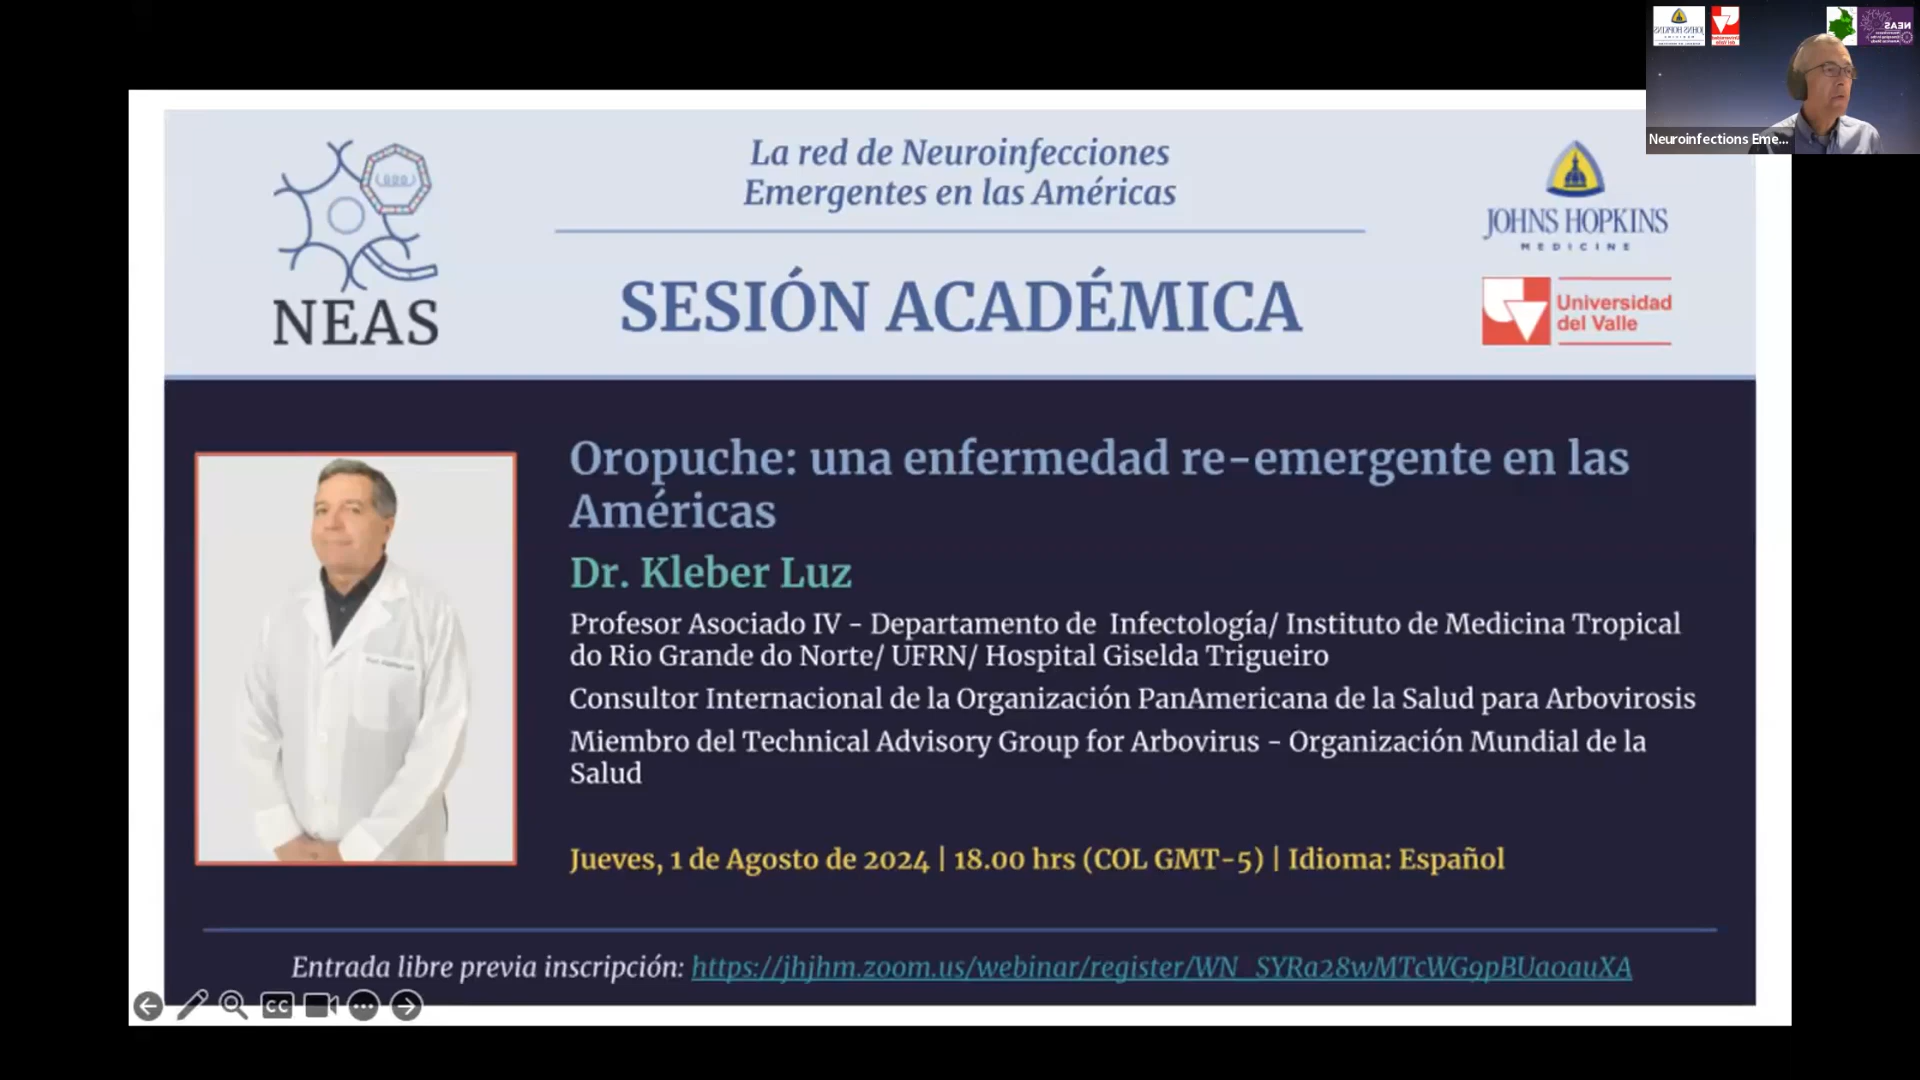 La red de Neuroinfecciones
Emergentes en las Américas
NEAS
JOHNS HOPKINS
MEDICINE
SESIÓN ACADÉMICA
Universidad
del Valle
Neuroinfections Eme...
Oropuche: una enfermedad re-emergente en las
Américas
Dr. Kleber Luz
Profesor Asociado IV - Departamento de Infectología/ Instituto de Medicina Tropical
do Rio Grande do Norte/ UFRN/ Hospital Giselda Trigueiro
Consultor Internacional de la Organización PanAmericana de la Salud para Arbovirosis
Miembro del Technical Advisory Group for Arbovirus - Organización Mundial de la
Salud
Jueves, 1 de Agosto de 2024 | 18.00 hrs (COL GMT-5) | Idioma: Español
Entrada libre previa inscripción: https://jhjhm.zoom.us/webinar/register/WN_SYRa28wMTcWG9pBUa0auXA
CC